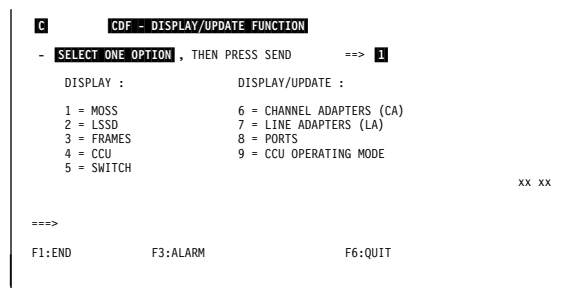 C CDF - DISPLAY/UPDATE FUNCTION
- SELECT ONE OPTION , THEN PRESS SEND ==> 1
DISPLAY : DISPLAY/UPDATE :
1 = MOSS 6 = CHANNEL ADAPTERS (CA)
2 = LSSD 7 = LINE ADAPTERS (LA)
3 = FRAMES 8 = PORTS
4 = CCU 9 = CCU OPERATING MODE
5 = SWITCH
xx xx
===>
F1:END F3:ALARM F6:QUIT